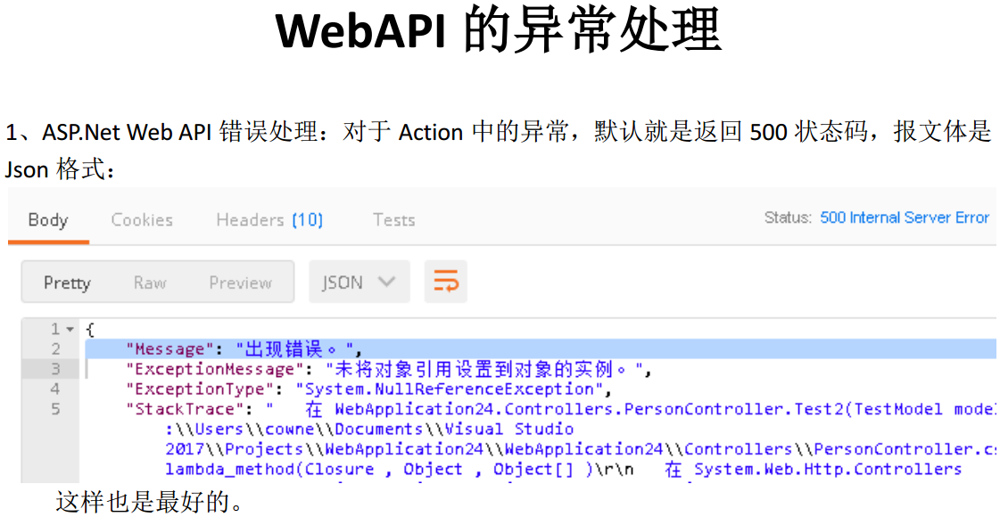 WebAPI 的异常处理
1、ASP.Net Web API 错误处理：对于 Action 中的异常，默认就是返回 500 状态码，报文体是
Json 格式：
Body Cookies Headers (10) Tests Status: 500 Internal Server Error
Pretty Raw Preview JSON
1 {
2 "Message": "出现错误。",
3 "ExceptionMessage": "未将对象引用设置到对象的实例。",
4 "ExceptionType": "System.NullReferenceException",
5 "StackTrace": "   在 WebApplication24.Controllers.PersonController.Test2(TestModel mode
:\\Users\\cowne\\Documents\\Visual Studio
2017\\Projects\\WebApplication24\\WebApplication24\\Controllers\\PersonController.cs
lambda_method(Closure , Object , Object[] )\r\n   在 System.Web.Http.Controllers
这样也是最好的。